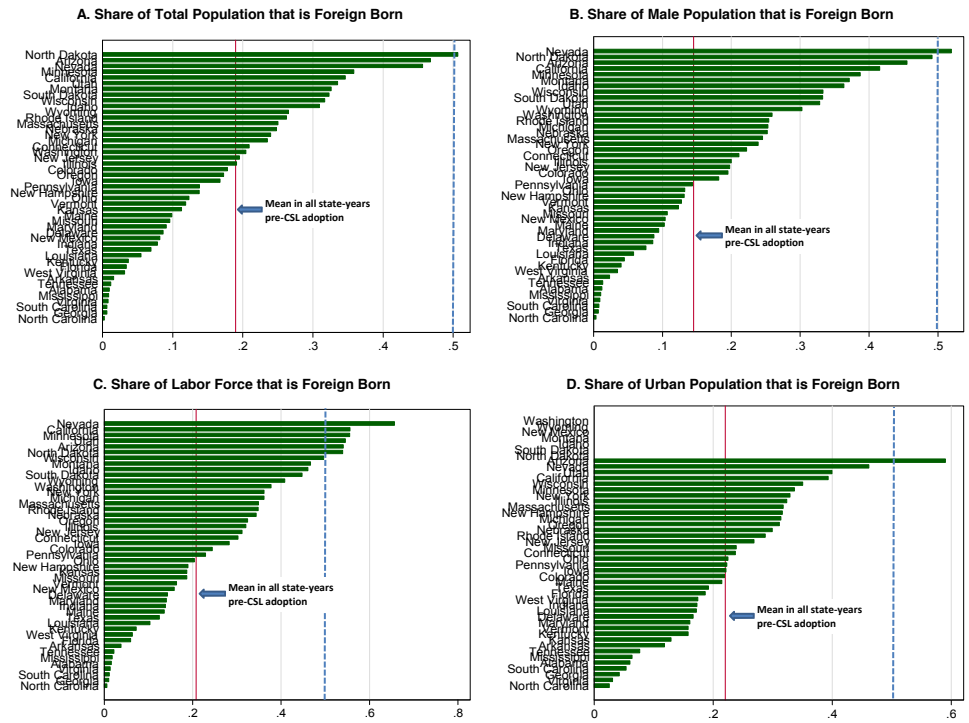 A. Share of Total Population that is Foreign Born
North Dakota
Arizona
Nevada
Minnesota
California
Utah
Montana
South Dakota
Wisconsin
Idaho
Wyoming
Rhode Island
Massachusetts
Nebraska
New York
Michigan
Connecticut
Washington
New Jersey
Illinois
Colorado
Oregon
Iowa
Pennsylvania
New Hampshire
Ohio
Vermont
Kansas
Maine
Missouri
Maryland
Delaware
New Mexico
Indiana
Texas
Louisiana
Kentucky
Florida
West Virginia
Arkansas
Tennessee
Alabama
Mississippi
Virginia
South Carolina
Georgia
North Carolina
Mean in all state-years
pre-CSL adoption
0 .1 .2 .3 .4 .5
B. Share of Male Population that is Foreign Born
Nevada
North Dakota
Arizona
California
Minnesota
Montana
Idaho
Wisconsin
South Dakota
Utah
Wyoming
Washington
Rhode Island
Michigan
Nebraska
Massachusetts
New York
Oregon
Connecticut
Illinois
New Jersey
Colorado
Iowa
Pennsylvania
Ohio
New Hampshire
Vermont
Kansas
Missouri
New Mexico
Maine
Maryland
Delaware
Indiana
Texas
Louisiana
Florida
Kentucky
West Virginia
Arkansas
Tennessee
Alabama
Mississippi
Virginia
South Carolina
Georgia
North Carolina
Mean in all state-years
pre-CSL adoption
0 .1 .2 .3 .4 .5
C. Share of Labor Force that is Foreign Born
Nevada
California
Minnesota
Utah
Arizona
North Dakota
Wisconsin
Montana
Idaho
South Dakota
Wyoming
Washington
New York
Michigan
Massachusetts
Rhode Island
Nebraska
Oregon
Illinois
New Jersey
Connecticut
Iowa
Colorado
Pennsylvania
Ohio
New Hampshire
Kansas
Missouri
Vermont
New Mexico
Delaware
Maryland
Indiana
Maine
Texas
Louisiana
Kentucky
West Virginia
Florida
Arkansas
Tennessee
Mississippi
Alabama
Virginia
South Carolina
Georgia
North Carolina
Mean in all state-years
pre-CSL adoption
0 .2 .4 .6 .8
D. Share of Urban Population that is Foreign Born
Washington
Wyoming
New Mexico
Montana
Idaho
South Dakota
North Dakota
Arizona
Nevada
Utah
California
Wisconsin
Minnesota
New York
Illinois
Massachusetts
New Hampshire
Michigan
Oregon
Nebraska
Rhode Island
New Jersey
Missouri
Connecticut
Ohio
Pennsylvania
Iowa
Colorado
Maine
Texas
Florida
West Virginia
Indiana
Louisiana
Delaware
Maryland
Vermont
Kentucky
Kansas
Arkansas
Tennessee
Mississippi
Alabama
South Carolina
Georgia
Virginia
North Carolina
Mean in all state-years
pre-CSL adoption
0 .2 .4 .6